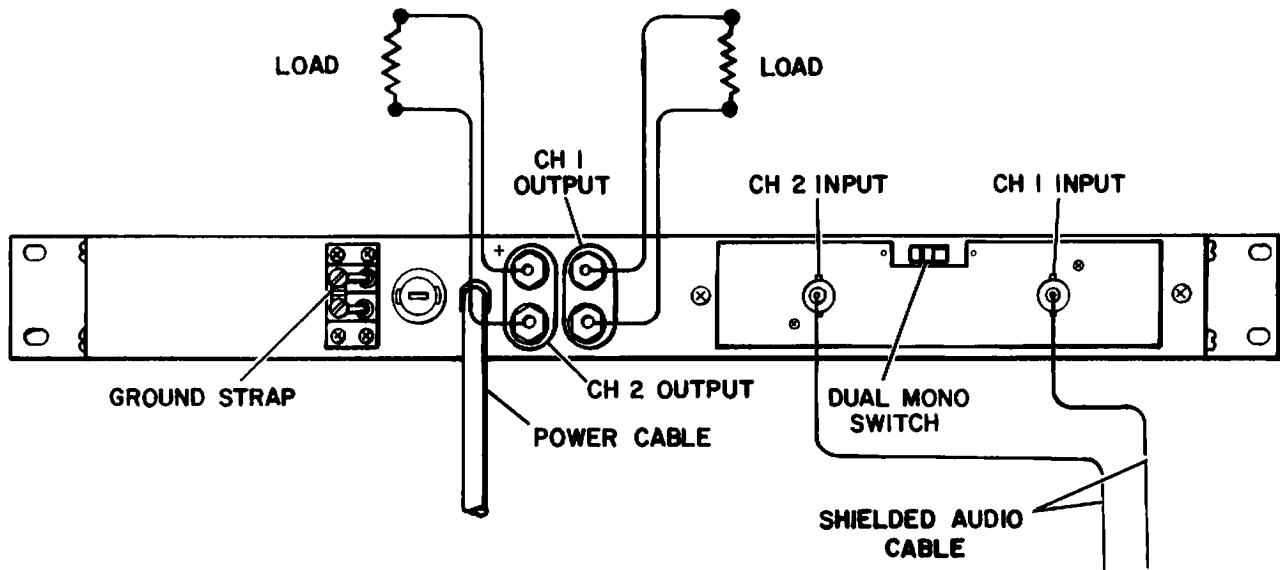 LOAD
LOAD
CH 1
OUTPUT
CH 2 INPUT
CH 1 INPUT
+
GROUND STRAP
CH 2 OUTPUT
POWER CABLE
DUAL MONO
SWITCH
SHIELDED AUDIO
CABLE